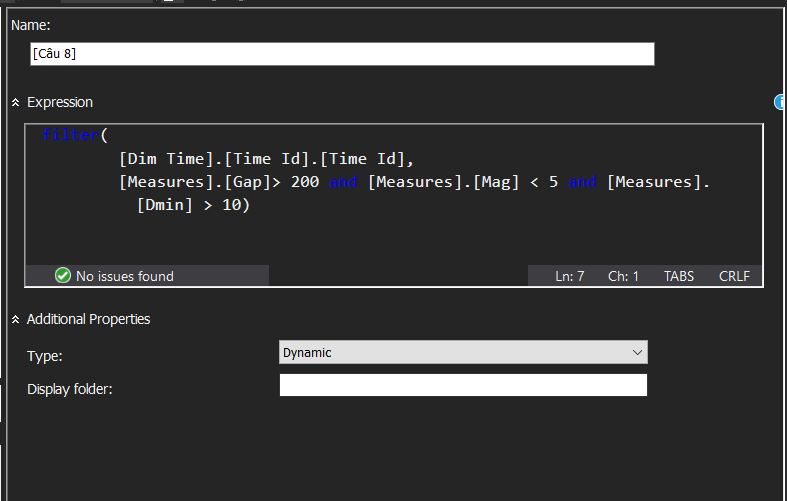 Name:
[Câu 8]
Expression
filter(
[Dim Time].[Time Id].[Time Id],
[Measures].[Gap]> 200 and [Measures].[Mag] < 5 and [Measures].
[Dmin] > 10)
No issues found Ln: 7 Ch: 1 TABS CRLF
Additional Properties
Type: Dynamic
Display folder: